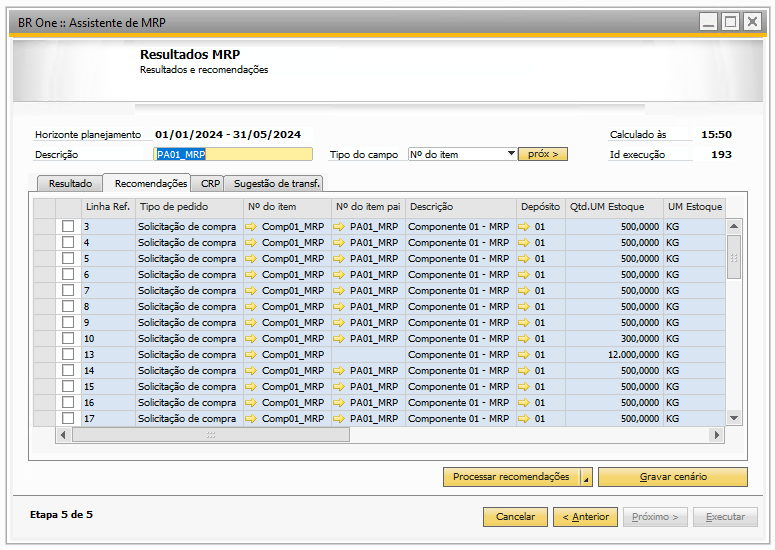 BR One :: Assistente de MRP
Resultados MRP
Resultados e recomendações
Horizonte planejamento 01/01/2024 - 31/05/2024 Calculado às 15:50
Descrição PA01_MRP Tipo do campo Nº do item próx > Id execução 193
Resultado Recomendações CRP Sugestão de transf.
Linha Ref. Tipo de pedido Nº do item Nº do item pai Descrição Depósito Qtd.UM Estoque UM Estoque
3 Solicitação de compra Comp01_MRP PA01_MRP Componente 01 - MRP 01 500,0000 KG
4 Solicitação de compra Comp01_MRP PA01_MRP Componente 01 - MRP 01 500,0000 KG
5 Solicitação de compra Comp01_MRP PA01_MRP Componente 01 - MRP 01 500,0000 KG
6 Solicitação de compra Comp01_MRP PA01_MRP Componente 01 - MRP 01 500,0000 KG
7 Solicitação de compra Comp01_MRP PA01_MRP Componente 01 - MRP 01 500,0000 KG
8 Solicitação de compra Comp01_MRP PA01_MRP Componente 01 - MRP 01 500,0000 KG
9 Solicitação de compra Comp01_MRP PA01_MRP Componente 01 - MRP 01 500,0000 KG
10 Solicitação de compra Comp01_MRP PA01_MRP Componente 01 - MRP 01 300,0000 KG
13 Solicitação de compra Comp01_MRP Componente 01 - MRP 01 12.000,0000 KG
14 Solicitação de compra Comp01_MRP PA01_MRP Componente 01 - MRP 01 500,0000 KG
15 Solicitação de compra Comp01_MRP PA01_MRP Componente 01 - MRP 01 500,0000 KG
16 Solicitação de compra Comp01_MRP PA01_MRP Componente 01 - MRP 01 500,0000 KG
17 Solicitação de compra Comp01_MRP PA01_MRP Componente 01 - MRP 01 500,0000 KG
Processar recomendações Gravar cenário
Etapa 5 de 5 Cancelar < Anterior Próximo > Executar